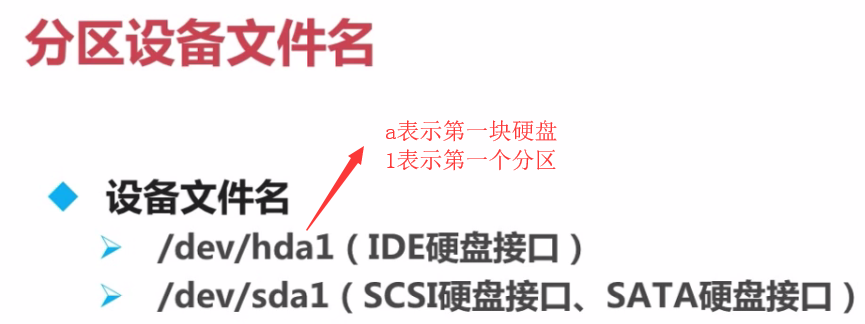 分区设备文件名
a表示第一块硬盘
1表示第一个分区
设备文件名
/dev/hda1（IDE硬盘接口）
/dev/sda1（SCSI硬盘接口、SATA硬盘接口）